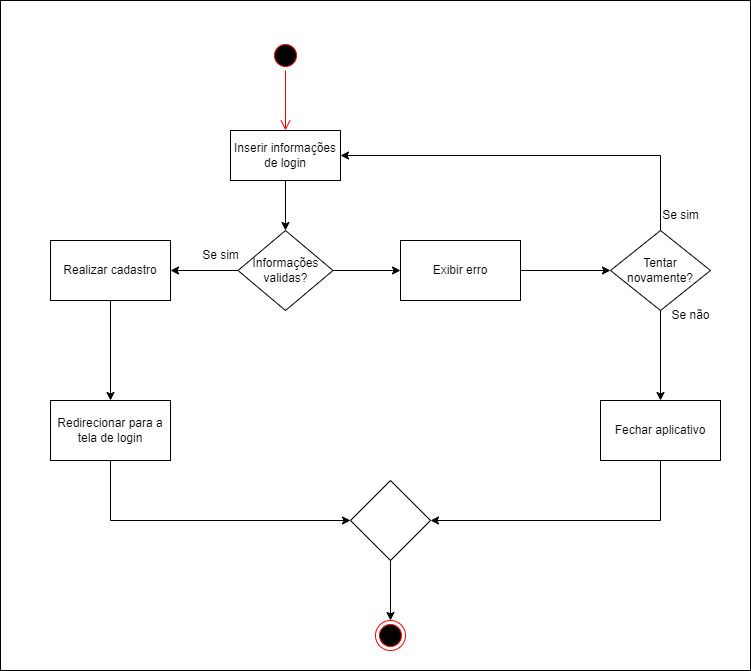 Inserir informações
de login
Se sim
Se sim
Realizar cadastro
Informações
validas?
Exibir erro
Tentar
novamente?
Se não
Redirecionar para a
tela de login
Fechar aplicativo